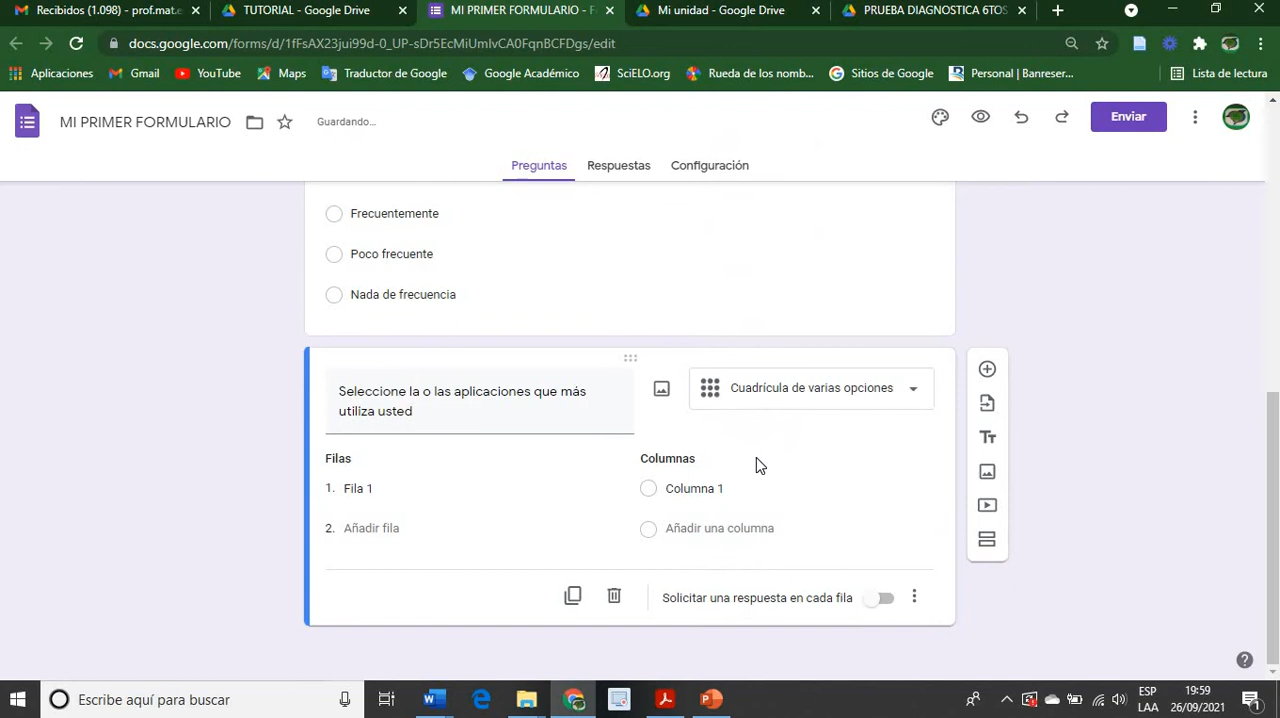 Recibidos (1.098) - prof.mat.e
TUTORIAL - Google Drive
MI PRIMER FORMULARIO - F
Mi unidad - Google Drive
PRUEBA DIAGNOSTICA 6TOS
docs.google.com/forms/d/1fFsAX23jui99d-0_UP-sDr5EcMiUmIvCA0FqnBCFDgs/edit
Aplicaciones
Gmail
YouTube
Maps
Traductor de Google
Google Académico
SciELO.org
Rueda de los nomb...
Sitios de Google
Personal | Banreser...
Lista de lectura
MI PRIMER FORMULARIO
Guardando...
Enviar
Preguntas
Respuestas
Configuración
Frecuentemente
Poco frecuente
Nada de frecuencia
Seleccione la o las aplicaciones que más
utiliza usted
Cuadrícula de varias opciones
Filas
Columnas
1. Fila 1
Columna 1
2. Añadir fila
Añadir una columna
Solicitar una respuesta en cada fila
Escribe aquí para buscar
ESP
LAA
19:59
26/09/2021
1